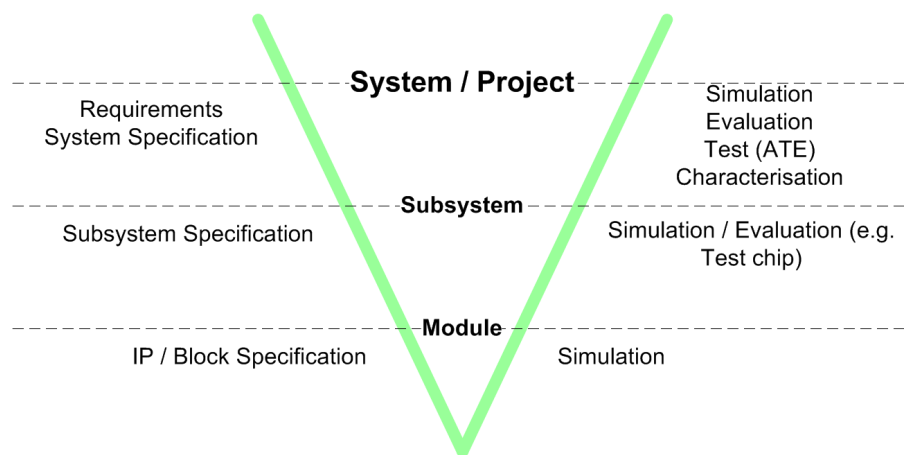 System / Project
Requirements
System Specification
Simulation
Evaluation
Test (ATE)
Characterisation
Subsystem
Subsystem Specification
Simulation / Evaluation (e.g.
Test chip)
Module
IP / Block Specification
Simulation